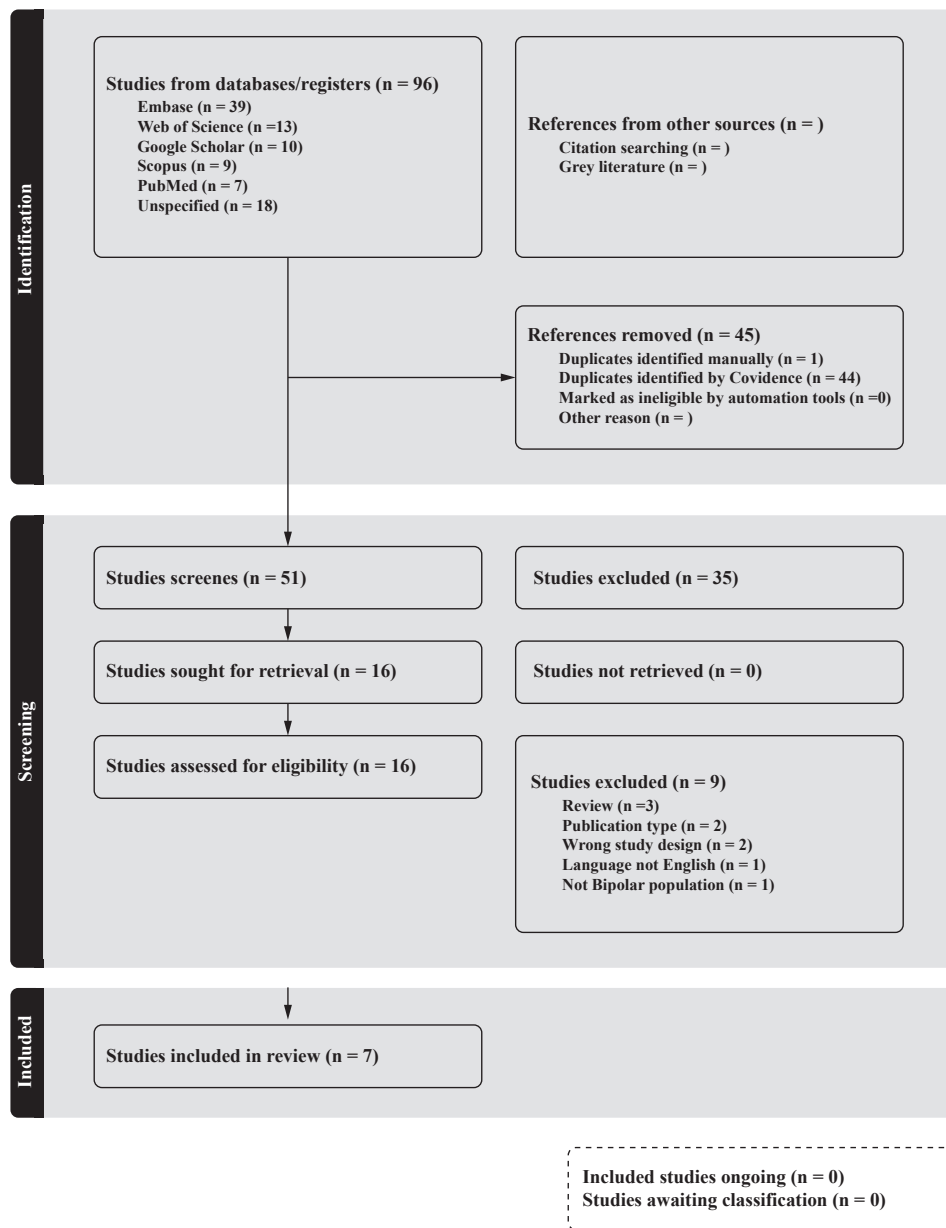 Identification
Studies from databases/registers (n = 96)
Embase (n = 39)
Web of Science (n =13)
Google Scholar (n = 10)
Scopus (n = 9)
PubMed (n = 7)
Unspecified (n = 18)
References from other sources (n = )
Citation searching (n = )
Grey literature (n = )
References removed (n = 45)
Duplicates identified manually (n = 1)
Duplicates identified by Covidence (n = 44)
Marked as ineligible by automation tools (n =0)
Other reason (n = )
Screening
Studies screenes (n = 51)
Studies excluded (n = 35)
Studies sought for retrieval (n = 16)
Studies not retrieved (n = 0)
Studies assessed for eligibility (n = 16)
Studies excluded (n = 9)
Review (n =3)
Publication type (n = 2)
Wrong study design (n = 2)
Language not English (n = 1)
Not Bipolar population (n = 1)
Included
Studies included in review (n = 7)
Included studies ongoing (n = 0)
Studies awaiting classification (n = 0)